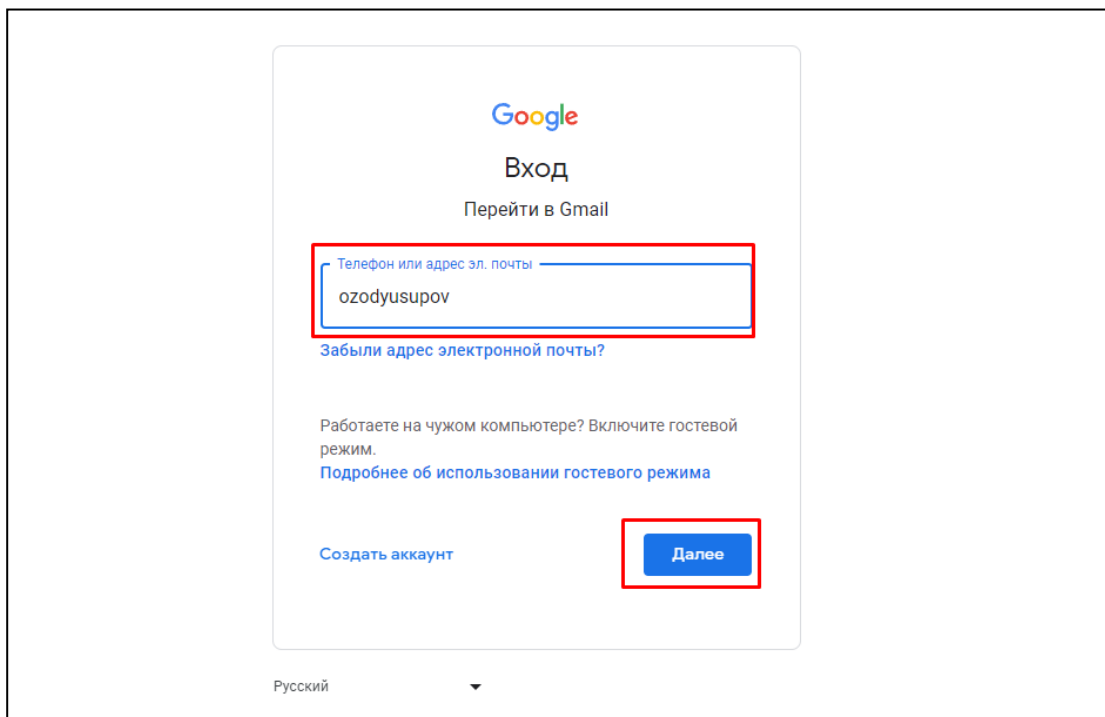 Google
Вход
Перейти в Gmail
Телефон или адрес эл. почты
ozodyusupov
Забыли адрес электронной почты?
Работаете на чужом компьютере? Включите гостевой
режим.
Подробнее об использовании гостевого режима
Создать аккаунт
Далее
Русский